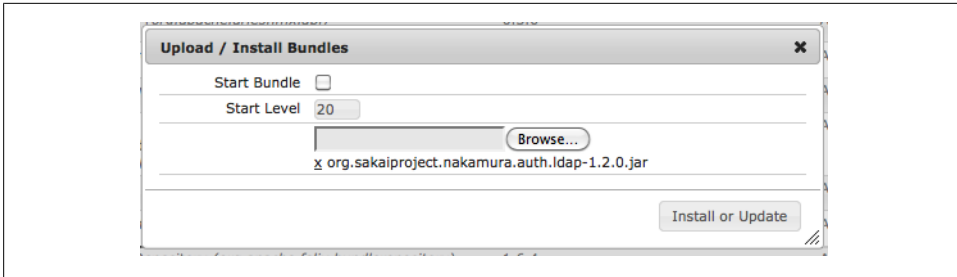 Upload / Install Bundles
Start Bundle
Start Level 20
Browse...
x org.sakaiproject.nakamura.auth.ldap-1.2.0.jar
Install or Update